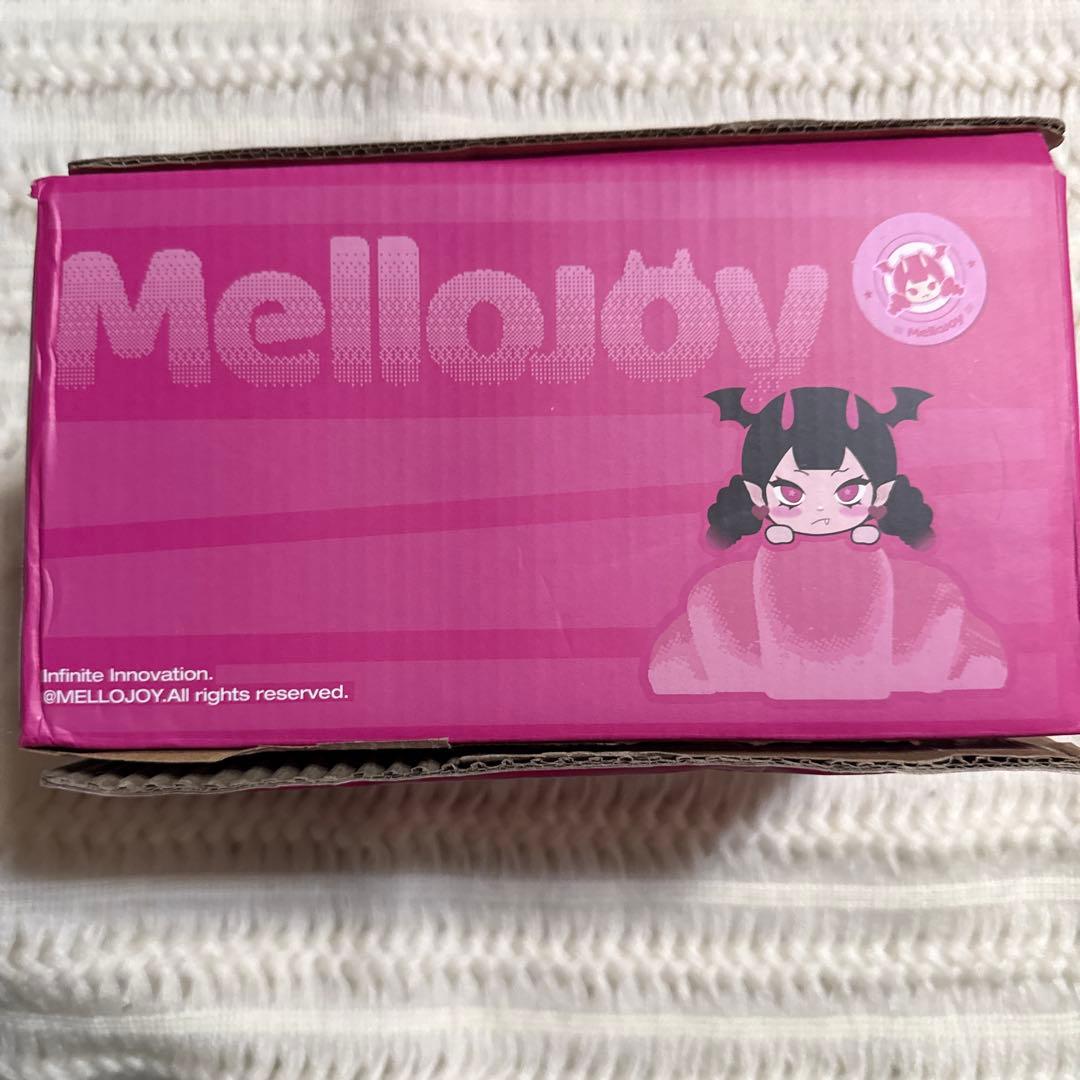 Mellojoy
Mellojoy
Infinite Innovation.
@MELLOJOY.All rights reserved.